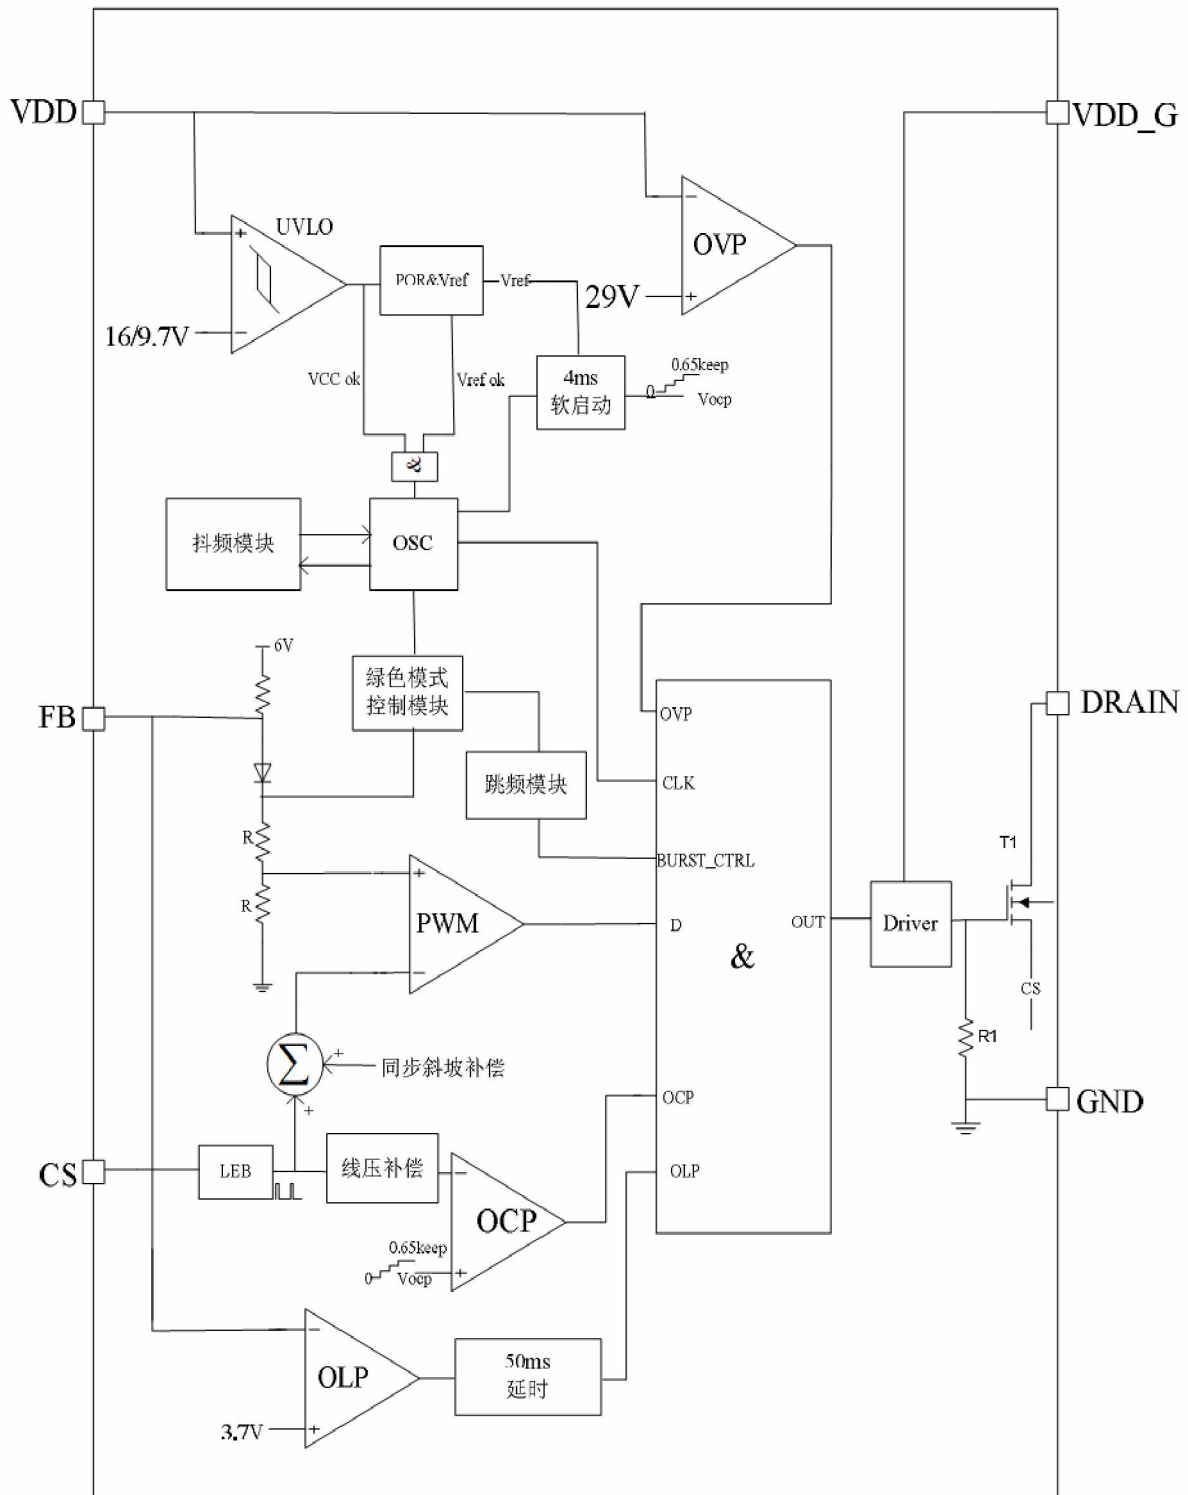 VDD
VDD_G
UVLO
+
−
OVP
16/9.7V
−
29V
+
POR&Vref
Vref
VCC ok
Vref ok
4ms
软启动
0.65keep
0
Vocp
&
抖频模块
OSC
6V
绿色模式
控制模块
FB
OVP
DRAIN
跳频模块
CLK
R
T1
BURST_CTRL
+
R
PWM
D
OUT
Driver
−
&
CS
∑
+
同步斜坡补偿
R1
+
OCP
GND
CS
LEB
线压补偿
−
OLP
OCP
0.65keep
0
Vocp
+
−
OLP
50ms
延时
3.7V
+